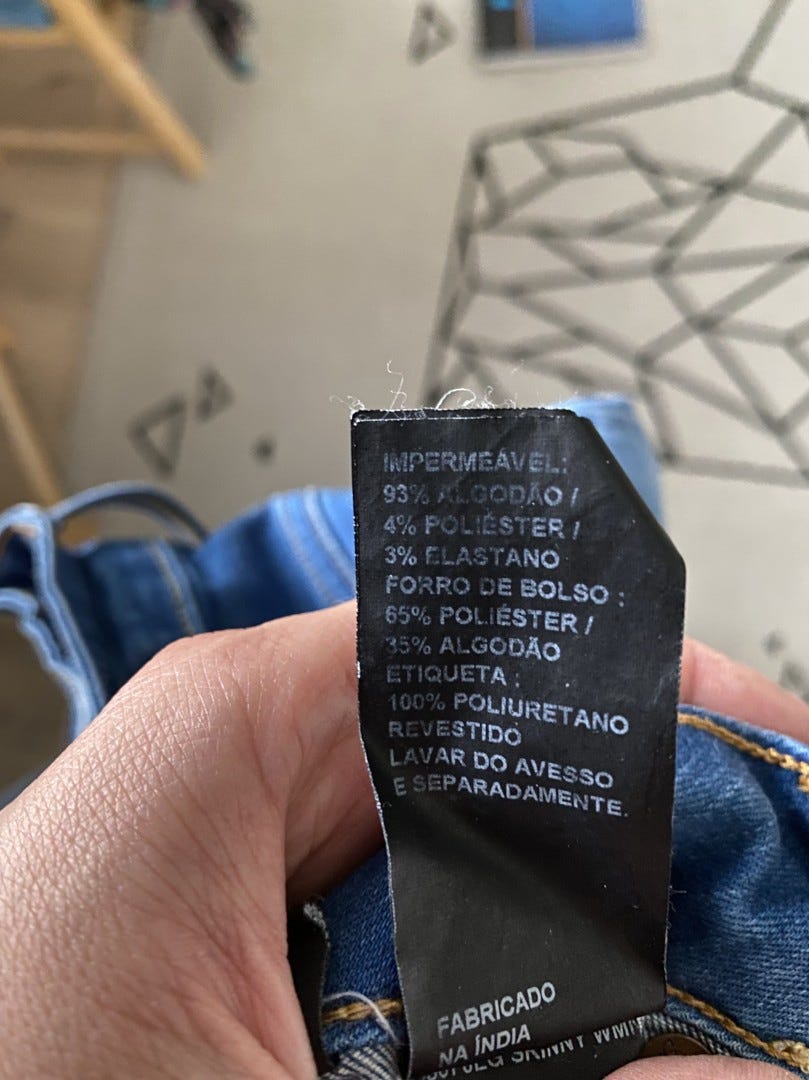 IMPERMEÁVEL:
93% ALGODÃO /
4% POLIÉSTER /
3% ELASTANO
FORRO DE BOLSO :
65% POLIÉSTER /
35% ALGODÃO
ETIQUETA :
100% POLIURETANO
REVESTIDO
LAVAR DO AVESSO
E SEPARADAMENTE.
FABRICADO
NA ÍNDIA
SKINNY